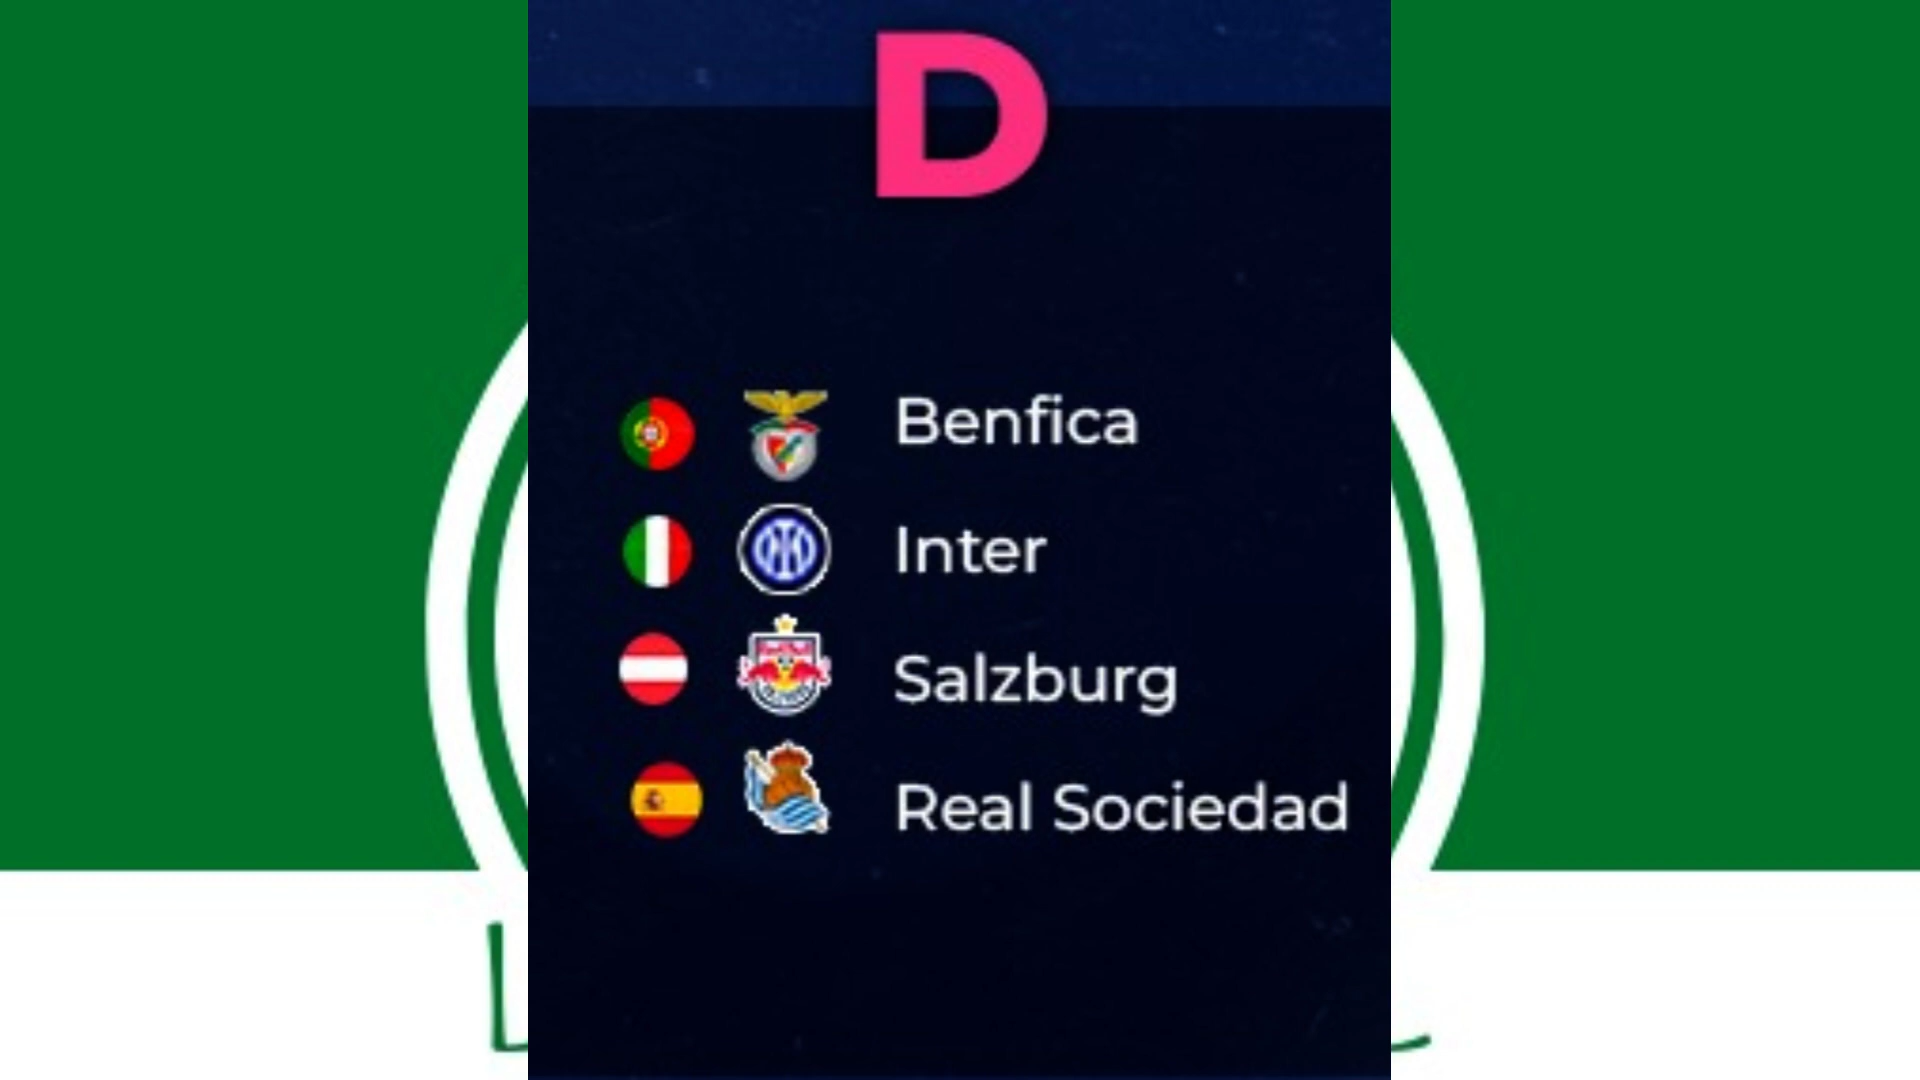 D
Benfica
Inter
Salzburg
Real Sociedad